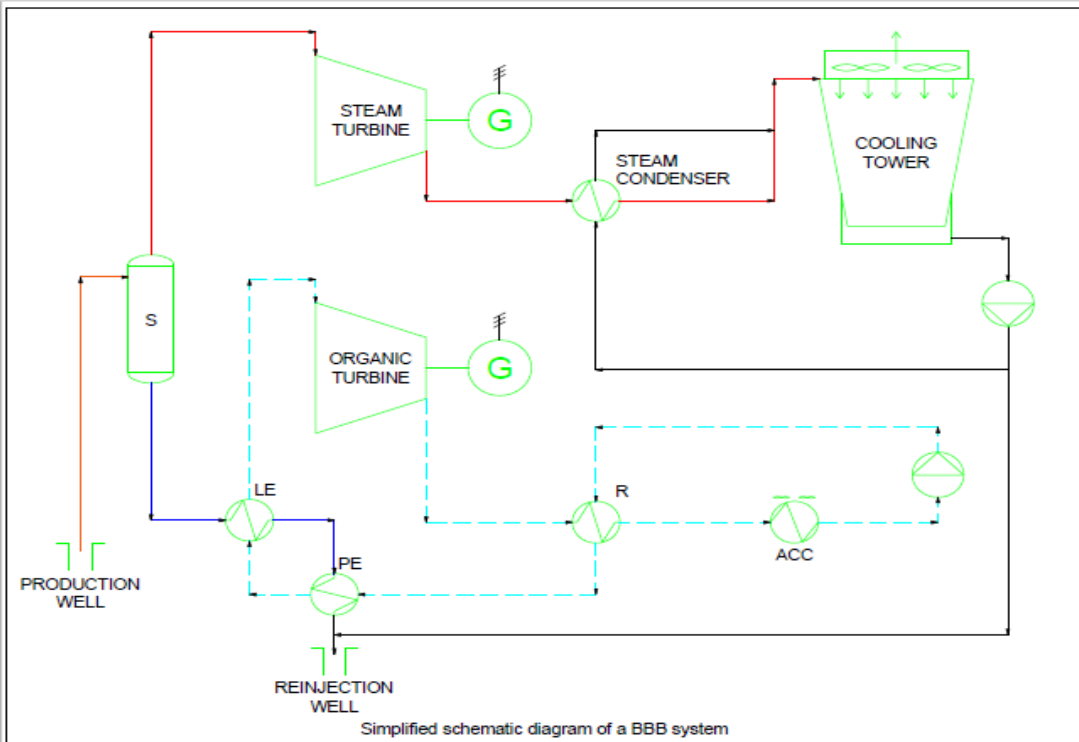 STEAM
TURBINE
G
STEAM
CONDENSER
COOLING
TOWER
S
ORGANIC
TURBINE
G
LE
R
PE
ACC
PRODUCTION
WELL
REINJECTION
WELL
Simplified schematic diagram of a BBB system